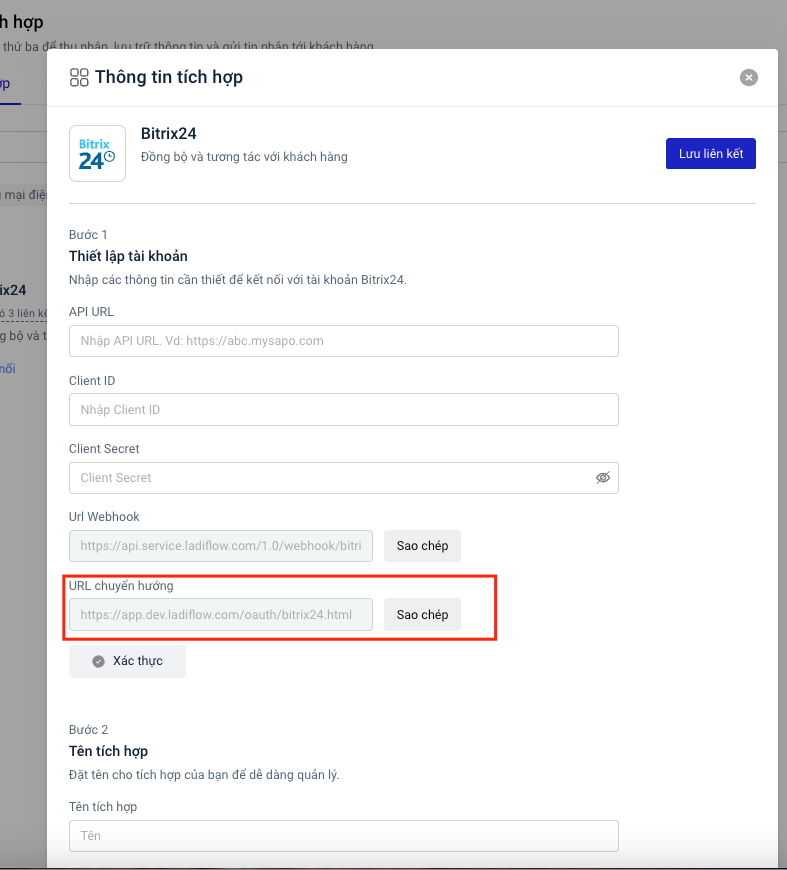 h hợp
thứ ba để thu thập, lưu trữ thông tin và gửi tin nhắn tới khách hàng
ợp
Thông tin tích hợp
Bitrix
24
Bitrix24
Đồng bộ và tương tác với khách hàng
Lưu liên kết
mại điện
Bước 1
Thiết lập tài khoản
Nhập các thông tin cần thiết để kết nối với tài khoản Bitrix24.
ix24
ó 3 liên kế
g bộ và t
nối
API URL
Nhập API URL. Vd: https://abc.mysapo.com
Client ID
Nhập Client ID
Client Secret
Client Secret
Url Webhook
https://api.service.ladiflow.com/1.0/webhook/bitri
Sao chép
URL chuyển hướng
https://app.dev.ladiflow.com/oauth/bitrix24.html
Sao chép
Xác thực
Bước 2
Tên tích hợp
Đặt tên cho tích hợp của bạn để dễ dàng quản lý.
Tên tích hợp
Tên